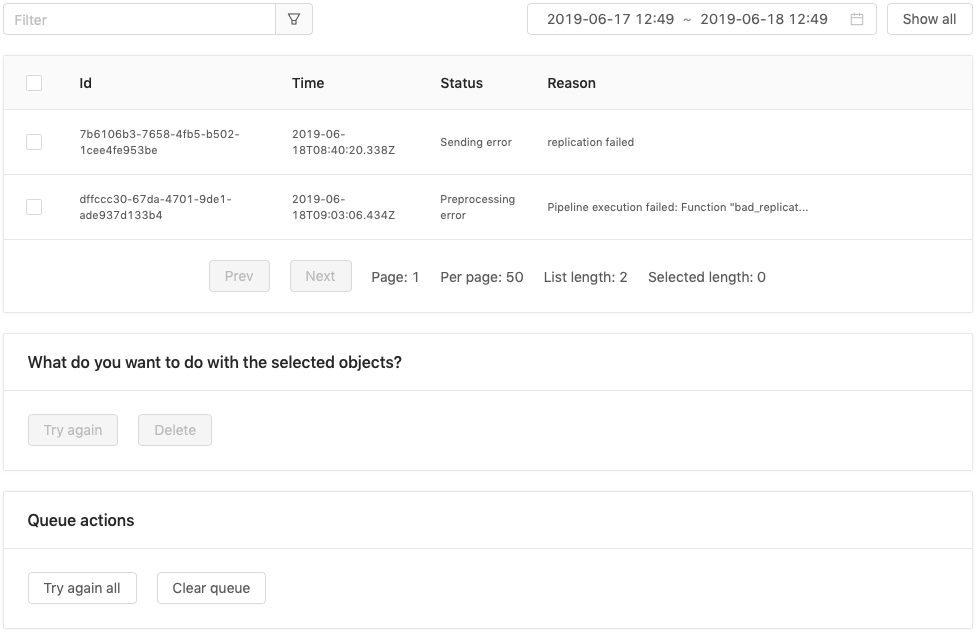 Filter
2019-06-17 12:49 ~ 2019-06-18 12:49
Show all
Id Time Status Reason
7b6106b3-7658-4fb5-b502-
1cee4fe953be
2019-06-
18T08:40:20.338Z
Sending error
replication failed
dffccc30-67da-4701-9de1-
ade937d133b4
2019-06-
18T09:03:06.434Z
Preprocessing
error
Pipeline execution failed: Function "bad_replicat...
Prev Next Page: 1 Per page: 50 List length: 2 Selected length: 0
What do you want to do with the selected objects?
Try again Delete
Queue actions
Try again all Clear queue